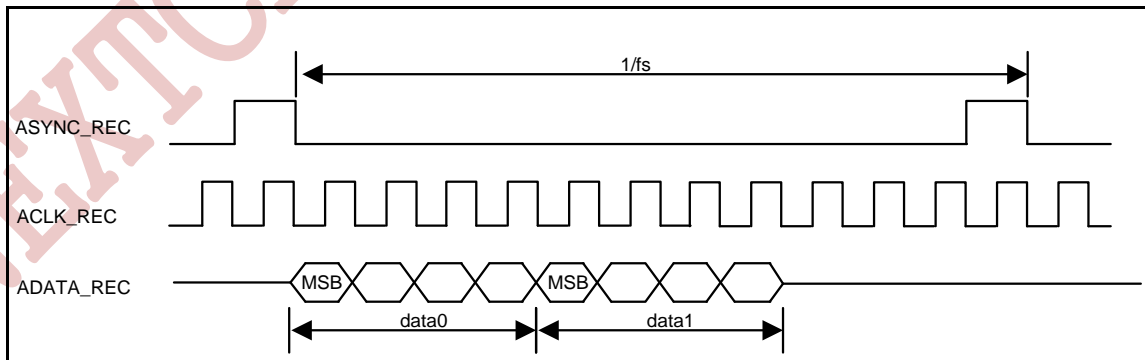 1/fs
ASYNC_REC
ACLK_REC
ADATA_REC
MSB
MSB
data0
data1